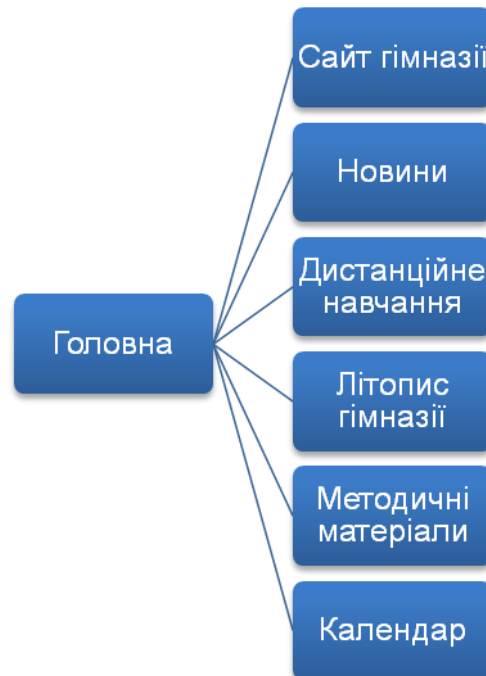 Сайт гімназії
Новини
Дистанційне
навчання
Головна
Літопис
гімназії
Методичні
матеріали
Календар